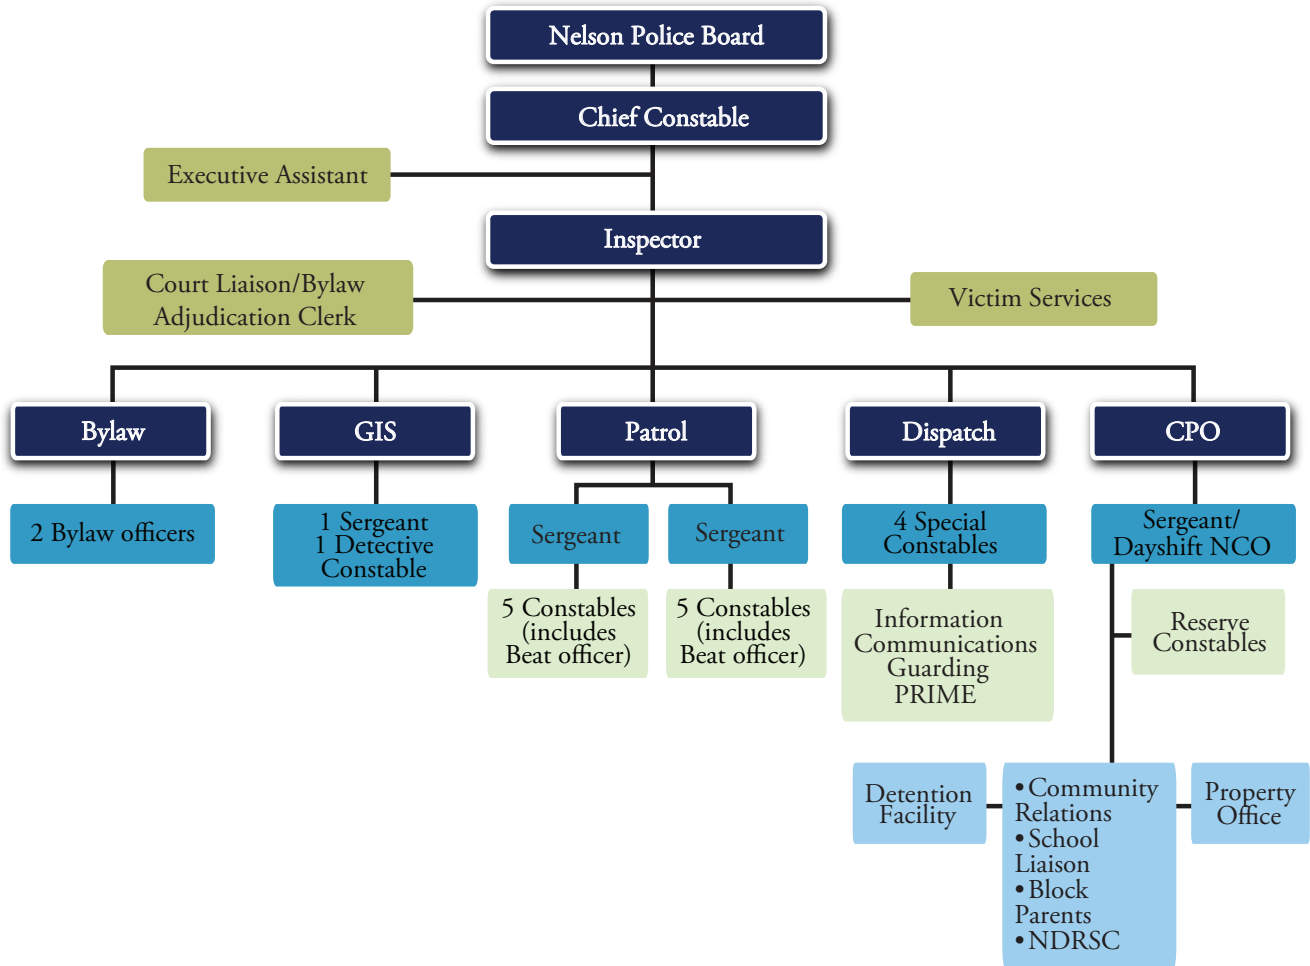 Nelson Police Board
Chief Constable
Executive Assistant
Inspector
Court Liaison/Bylaw
Adjudication Clerk
Victim Services
Bylaw
GIS
Patrol
Dispatch
CPO
2 Bylaw officers
1 Sergeant
1 Detective
Constable
Sergeant
Sergeant
4 Special
Constables
Sergeant/
Dayshift NCO
5 Constables
(includes
Beat officer)
5 Constables
(includes
Beat officer)
Information
Communications
Guarding
PRIME
Reserve
Constables
Detention
Facility
• Community
Relations
• School
Liaison
• Block
Parents
• NDRSC
Property
Office